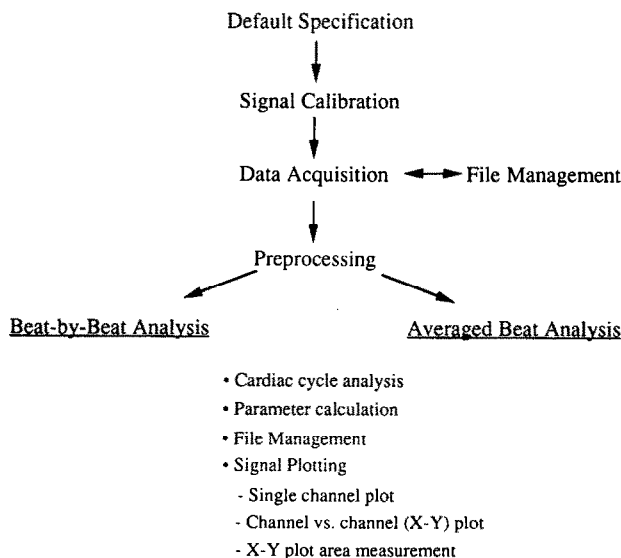 Default Specification
Signal Calibration
Data Acquisition
File Management
Preprocessing
Beat-by-Beat Analysis
Averaged Beat Analysis
• Cardiac cycle analysis
• Parameter calculation
• File Management
• Signal Plotting
- Single channel plot
- Channel vs. channel (X-Y) plot
- X-Y plot area measurement